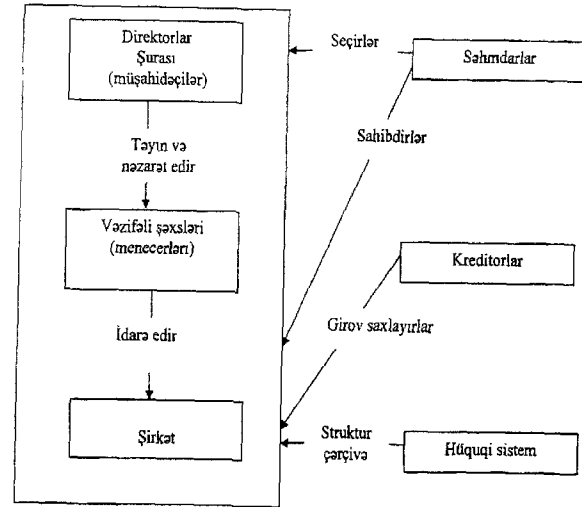 Direktorlar
Şurası
(müşahidəçilər)
Seçirlər
Səhmdarlar
Təyin və
nəzarət edir
Sahibdirlər
Vəzifəli şəxsləri
(menecerləri)
Kreditorlar
İdarə edir
Girov saxlayırlar
Şirkət
Struktur
çərçivə
Hüquqi sistem